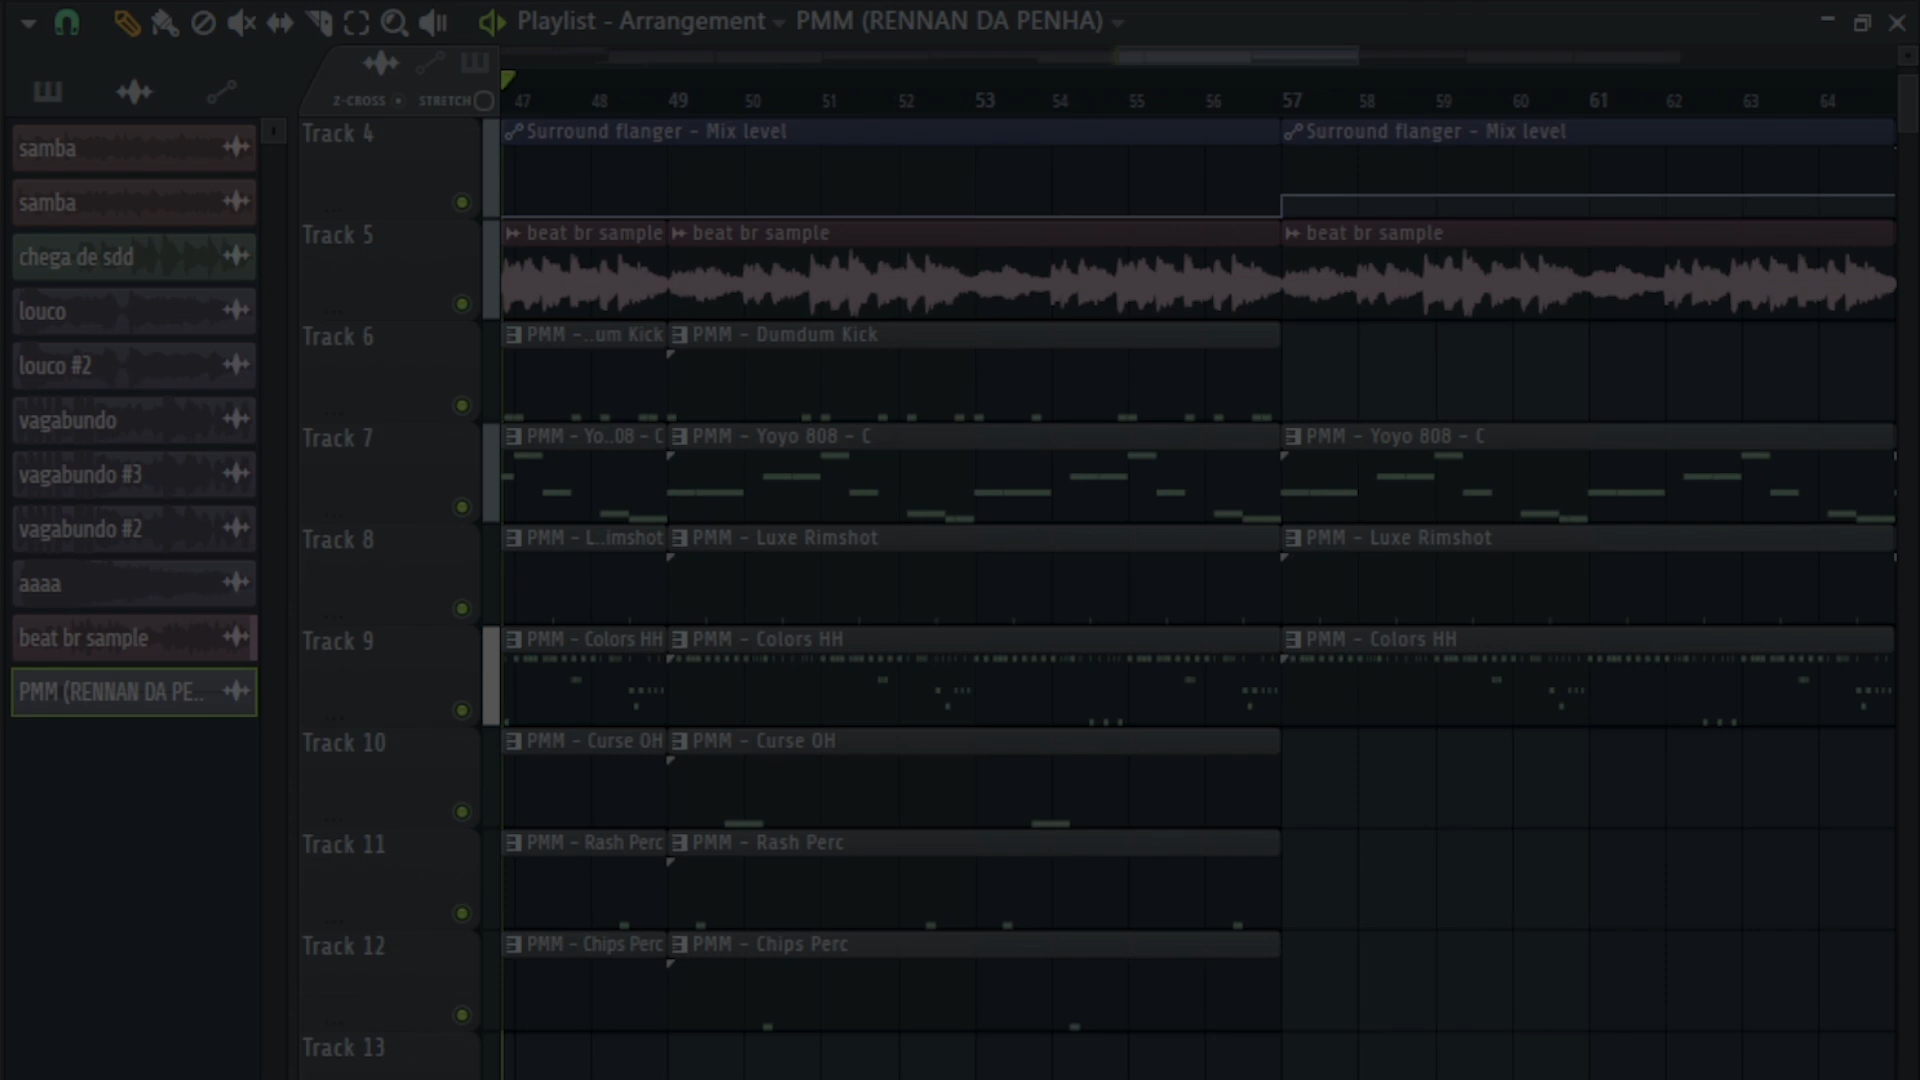 Playlist - Arrangement PMM (RENNAN DA PENHA)
Z-CROSS STRETCH
47 48 49 50 51 52 53 54 55 56 57 58 59 60 61 62 63 64
samba
samba
chega de sdd
louco
louco #2
vagabundo
vagabundo #3
vagabundo #2
aaaa
beat br sample
PMM (RENNAN DA PE..
Track 4
Surround flanger - Mix level Surround flanger - Mix level
Track 5
beat br sample beat br sample beat br sample
Track 6
PMM -..um Kick PMM - Dumdum Kick
Track 7
PMM - Yo..08 - C PMM - Yoyo 808 - C PMM - Yoyo 808 - C
Track 8
PMM - L..imshot PMM - Luxe Rimshot PMM - Luxe Rimshot
Track 9
PMM - Colors HH PMM - Colors HH PMM - Colors HH
Track 10
PMM - Curse OH PMM - Curse OH
Track 11
PMM - Rash Perc PMM - Rash Perc
Track 12
PMM - Chips Perc PMM - Chips Perc
Track 13